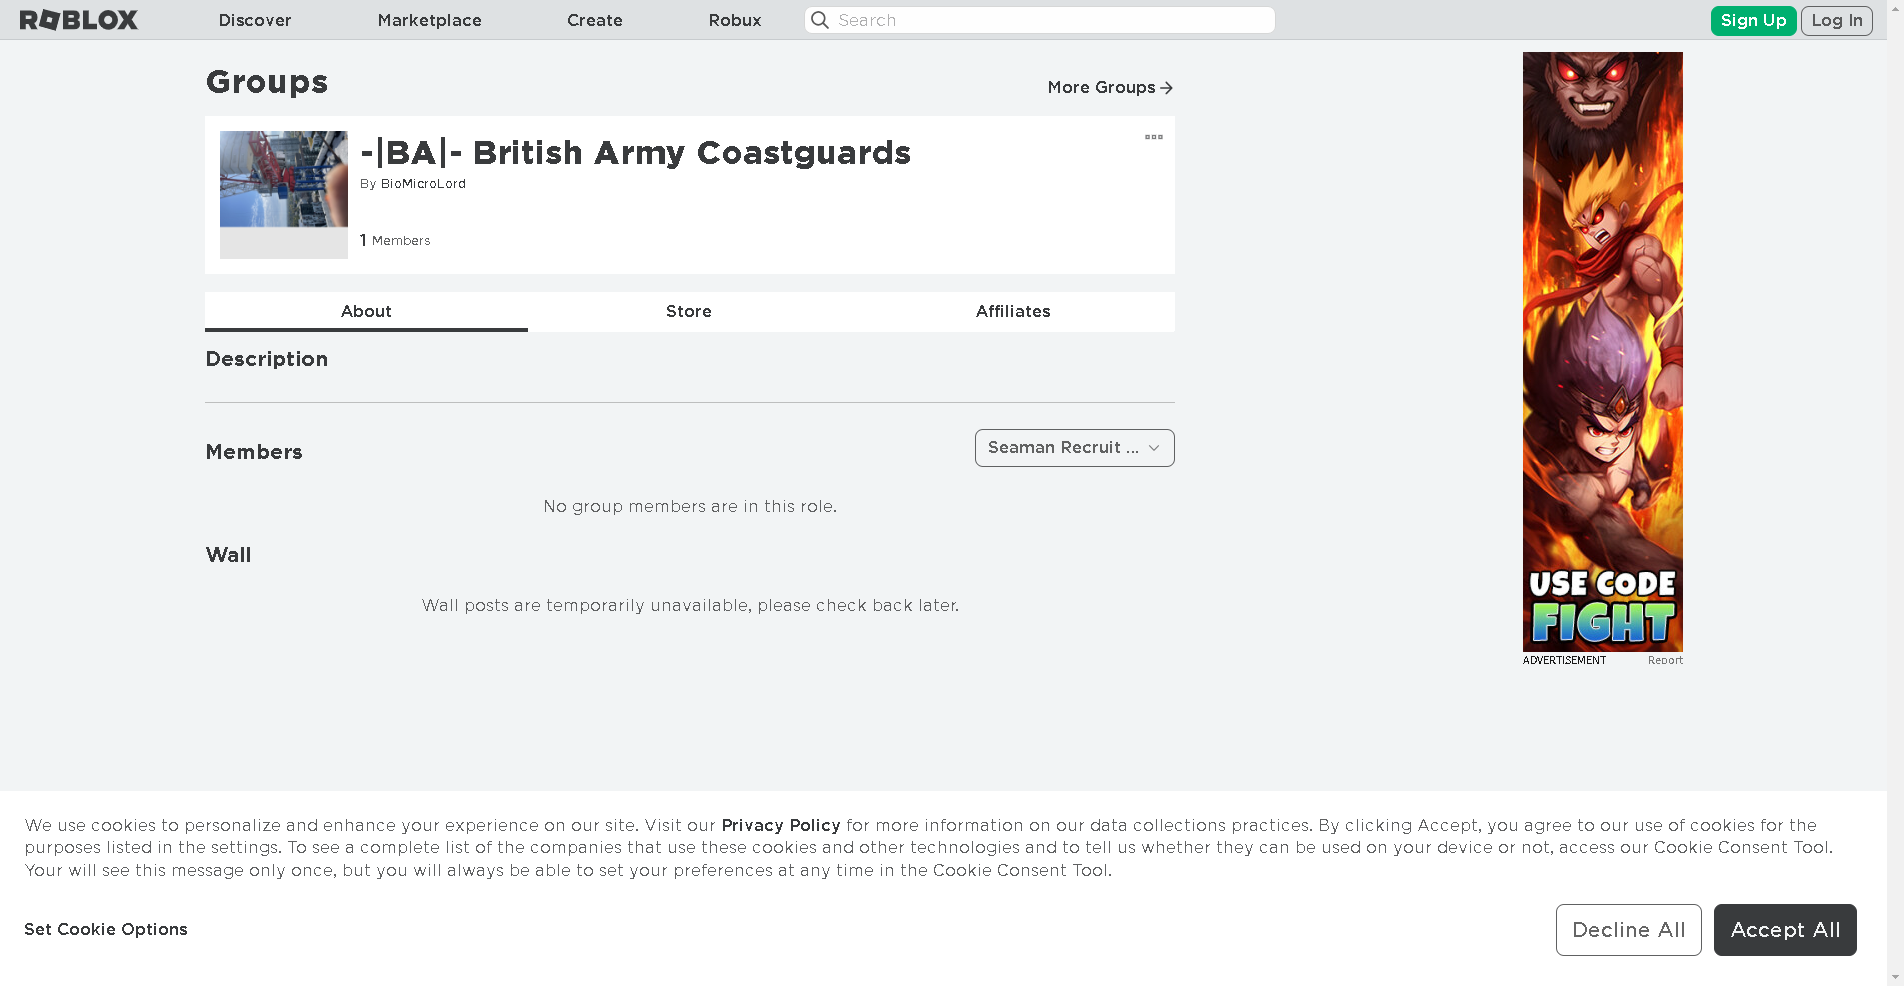 ROBLOX
Discover
Marketplace
Create
Robux
Search
Sign Up
Log In
Groups
More Groups
-|BA|- British Army Coastguards
By BioMicroLord
1 Members
About
Store
Affiliates
Description
Members
Seaman Recruit ...
No group members are in this role.
Wall
Wall posts are temporarily unavailable, please check back later.
USE CODE
FIGHT
ADVERTISEMENT
Report
We use cookies to personalize and enhance your experience on our site. Visit our Privacy Policy for more information on our data collections practices. By clicking Accept, you agree to our use of cookies for the
purposes listed in the settings. To see a complete list of the companies that use these cookies and other technologies and to tell us whether they can be used on your device or not, access our Cookie Consent Tool.
Your will see this message only once, but you will always be able to set your preferences at any time in the Cookie Consent Tool.
Set Cookie Options
Decline All
Accept All